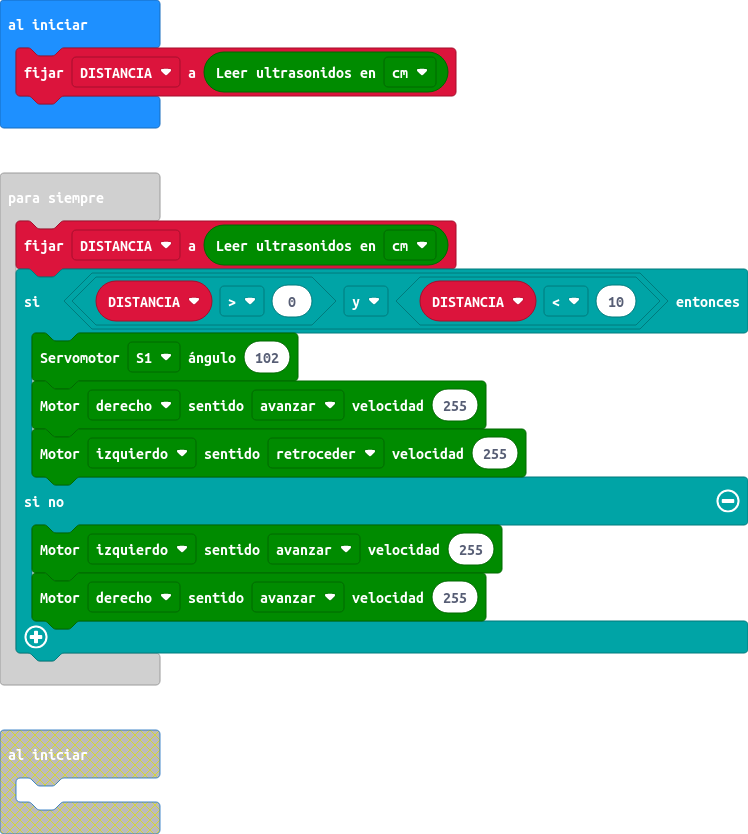 al iniciar
fijar DISTANCIA a Leer ultrasonidos en cm
para siempre
fijar DISTANCIA a Leer ultrasonidos en cm
si DISTANCIA > 0 y DISTANCIA < 10 entonces
Servomotor S1 ángulo 102
Motor derecho sentido avanzar velocidad 255
Motor izquierdo sentido retroceder velocidad 255
si no
Motor izquierdo sentido avanzar velocidad 255
Motor derecho sentido avanzar velocidad 255
al iniciar